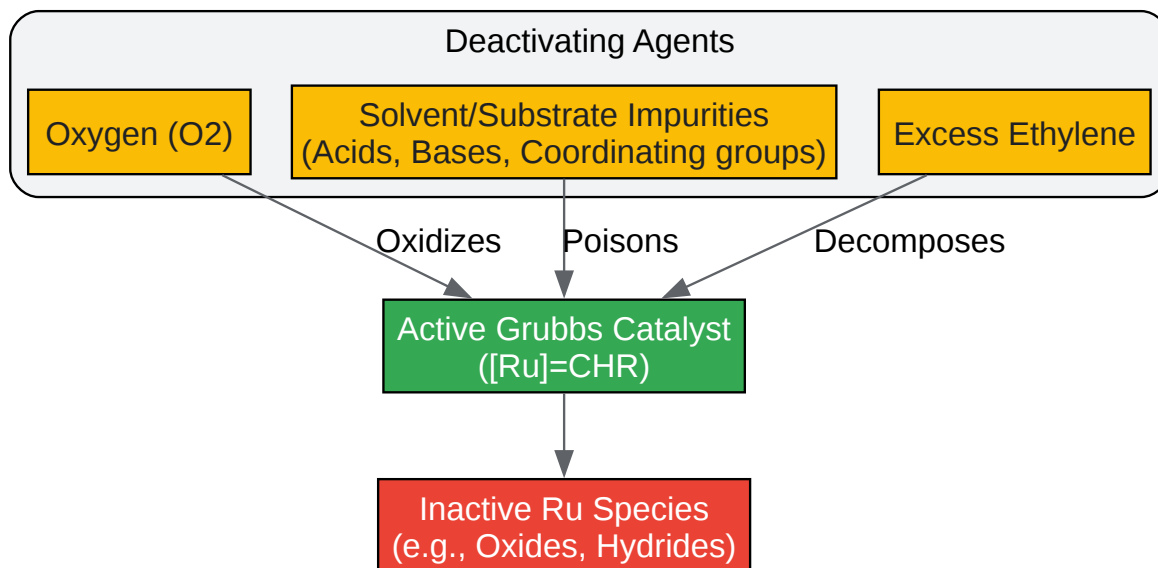 Deactivating Agents
Oxygen (O2)
Solvent/Substrate Impurities
(Acids, Bases, Coordinating groups)
Excess Ethylene
Oxidizes
Poisons
Decomposes
Active Grubbs Catalyst
([Ru]=CHR)
Inactive Ru Species
(e.g., Oxides, Hydrides)